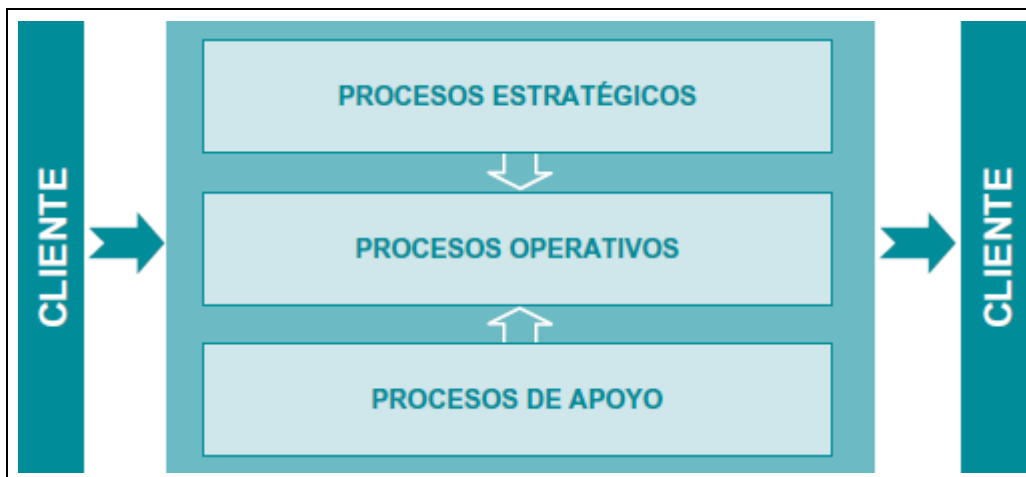 CLIENTE
PROCESOS ESTRATÉGICOS
PROCESOS OPERATIVOS
PROCESOS DE APOYO
CLIENTE